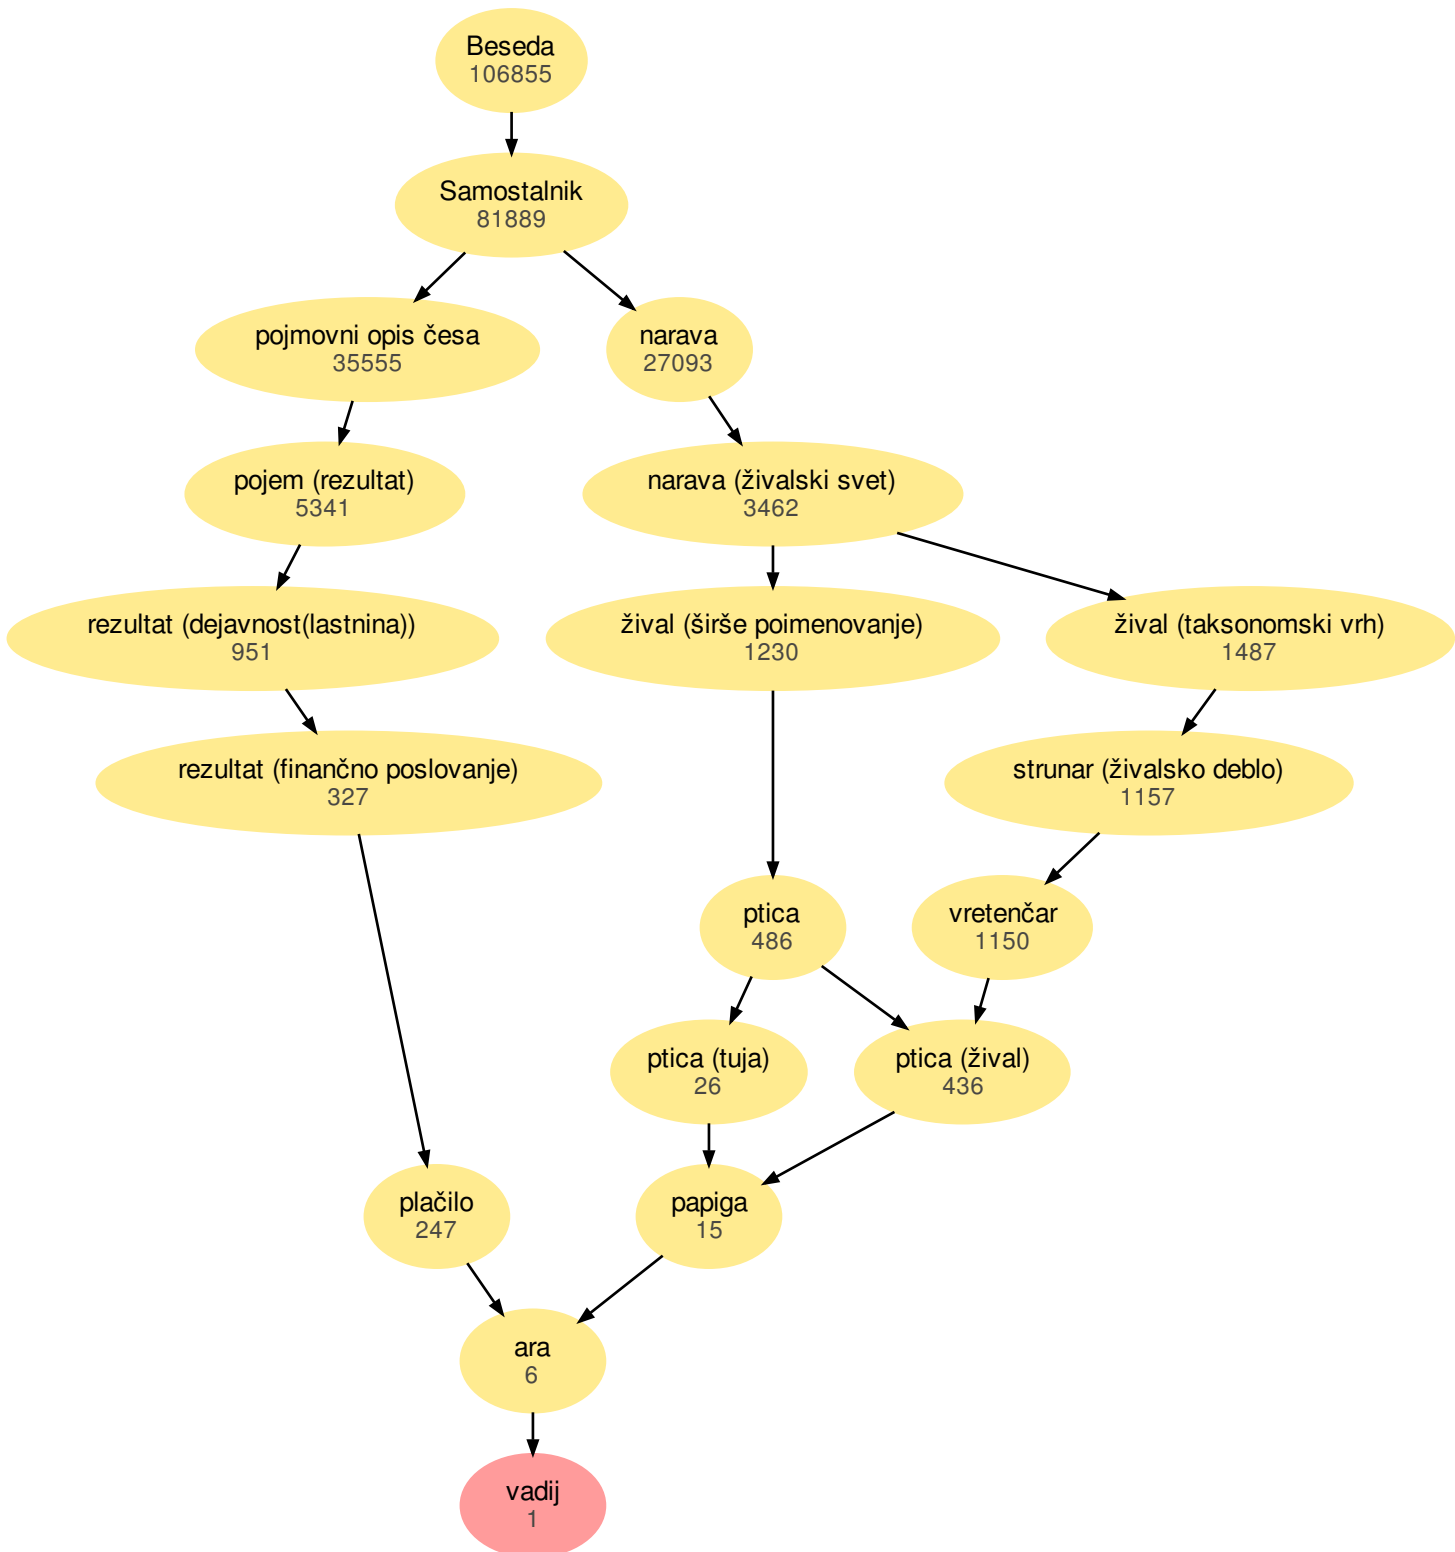 Beseda
106855
Samostalnik
81889
pojmovni opis česa
35555
narava
27093
pojem (rezultat)
5341
narava (živalski svet)
3462
rezultat (dejavnost(lastnina))
951
žival (širše poimenovanje)
1230
žival (taksonomski vrh)
1487
rezultat (finančno poslovanje)
327
strunar (živalsko deblo)
1157
ptica
486
vretenčar
1150
ptica (tuja)
26
ptica (žival)
436
plačilo
247
papiga
15
ara
6
vadij
1